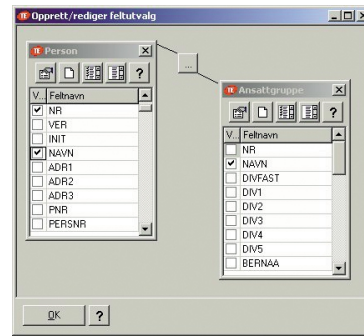 Opprett/rediger feltutvalg
Person
?
V... Feltnavn
NR
VER
INIT
NAVN
ADR1
ADR2
ADR3
PNR
PERSNR
...
Ansattgruppe
?
V... Feltnavn
NR
NAVN
DIVFAST
DIV1
DIV2
DIV3
DIV4
DIV5
BERNAA
OK ?